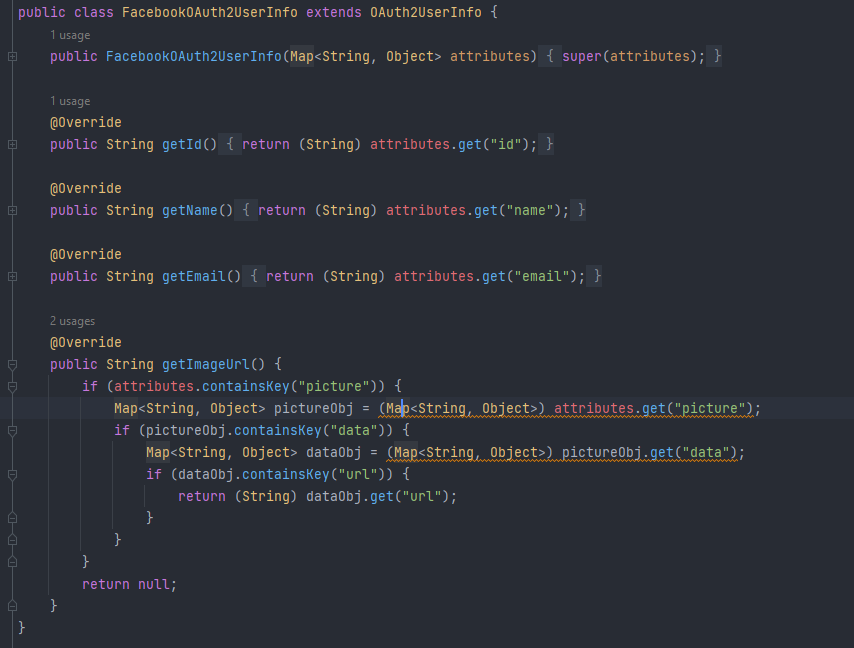 public class FacebookOAuth2UserInfo extends OAuth2UserInfo {
1 usage
public FacebookOAuth2UserInfo(Map<String, Object> attributes) { super(attributes); }
1 usage
@Override
public String getId() { return (String) attributes.get("id"); }
@Override
public String getName() { return (String) attributes.get("name"); }
@Override
public String getEmail() { return (String) attributes.get("email"); }
2 usages
@Override
public String getImageUrl() {
if (attributes.containsKey("picture")) {
Map<String, Object> pictureObj = (Map<String, Object>) attributes.get("picture");
if (pictureObj.containsKey("data")) {
Map<String, Object> dataObj = (Map<String, Object>) pictureObj.get("data");
if (dataObj.containsKey("url")) {
return (String) dataObj.get("url");
}
}
}
return null;
}
}